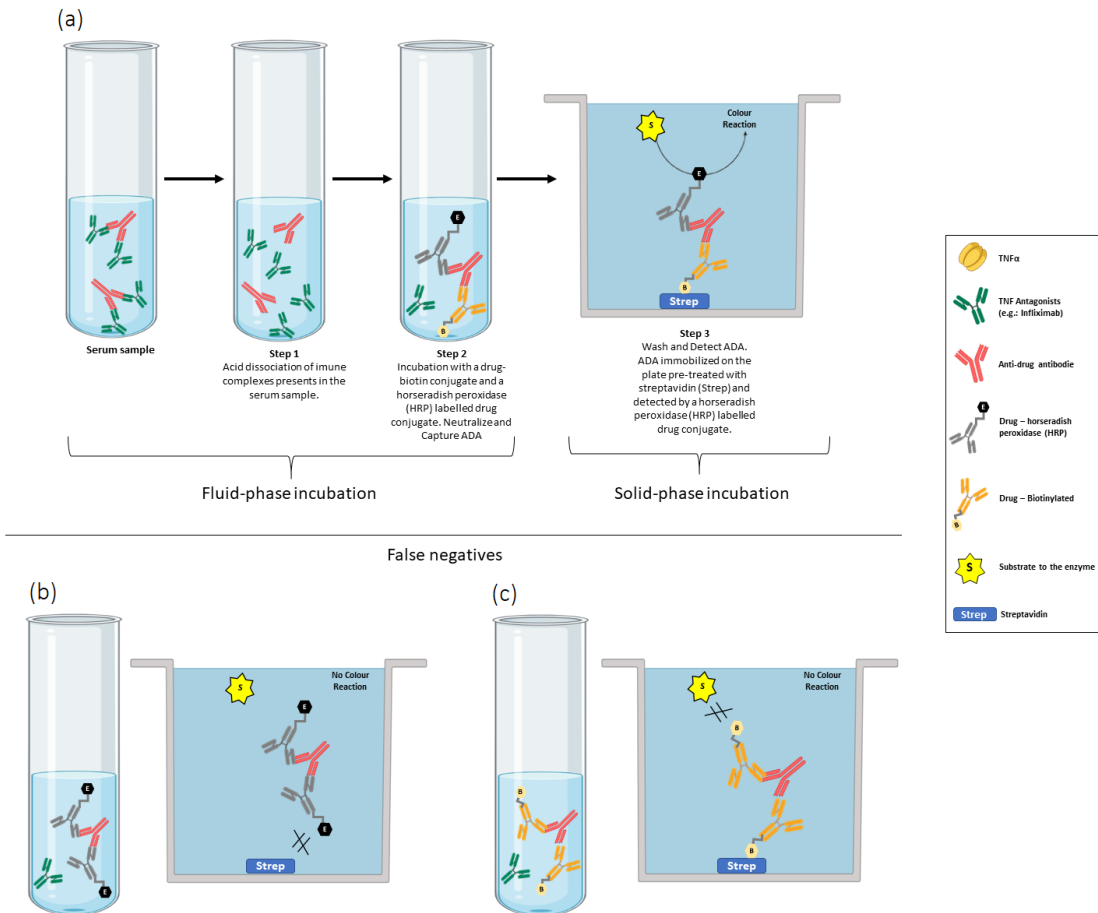 (a)
S
Colour
Reaction
E
E
B
B
Strep
Serum sample
Step 1
Acid dissociation of imune
complexes presents in the
serum sample.
Step 2
Incubation with a drug-
biotin conjugate and a
horseradish peroxidase
(HRP) labelled drug
conjugate. Neutralize and
Capture ADA
Step 3
Wash and Detect ADA.
ADA immobilized on the
plate pre-treated with
streptavidin (Strep) and
detected by a horseradish
peroxidase (HRP) labelled
drug conjugate.
Fluid-phase incubation
Solid-phase incubation
TNFα
TNF Antagonists
(e.g.: Infliximab)
Anti-drug antibodie
E
Drug – horseradish
peroxidase (HRP)
Drug – Biotinylated
B
S
Substrate to the enzyme
Strep
Streptavidin
False negatives
(b)
E
E
S
No Colour
Reaction
E
E
Strep
(c)
B
B
S
No Colour
Reaction
B
B
Strep